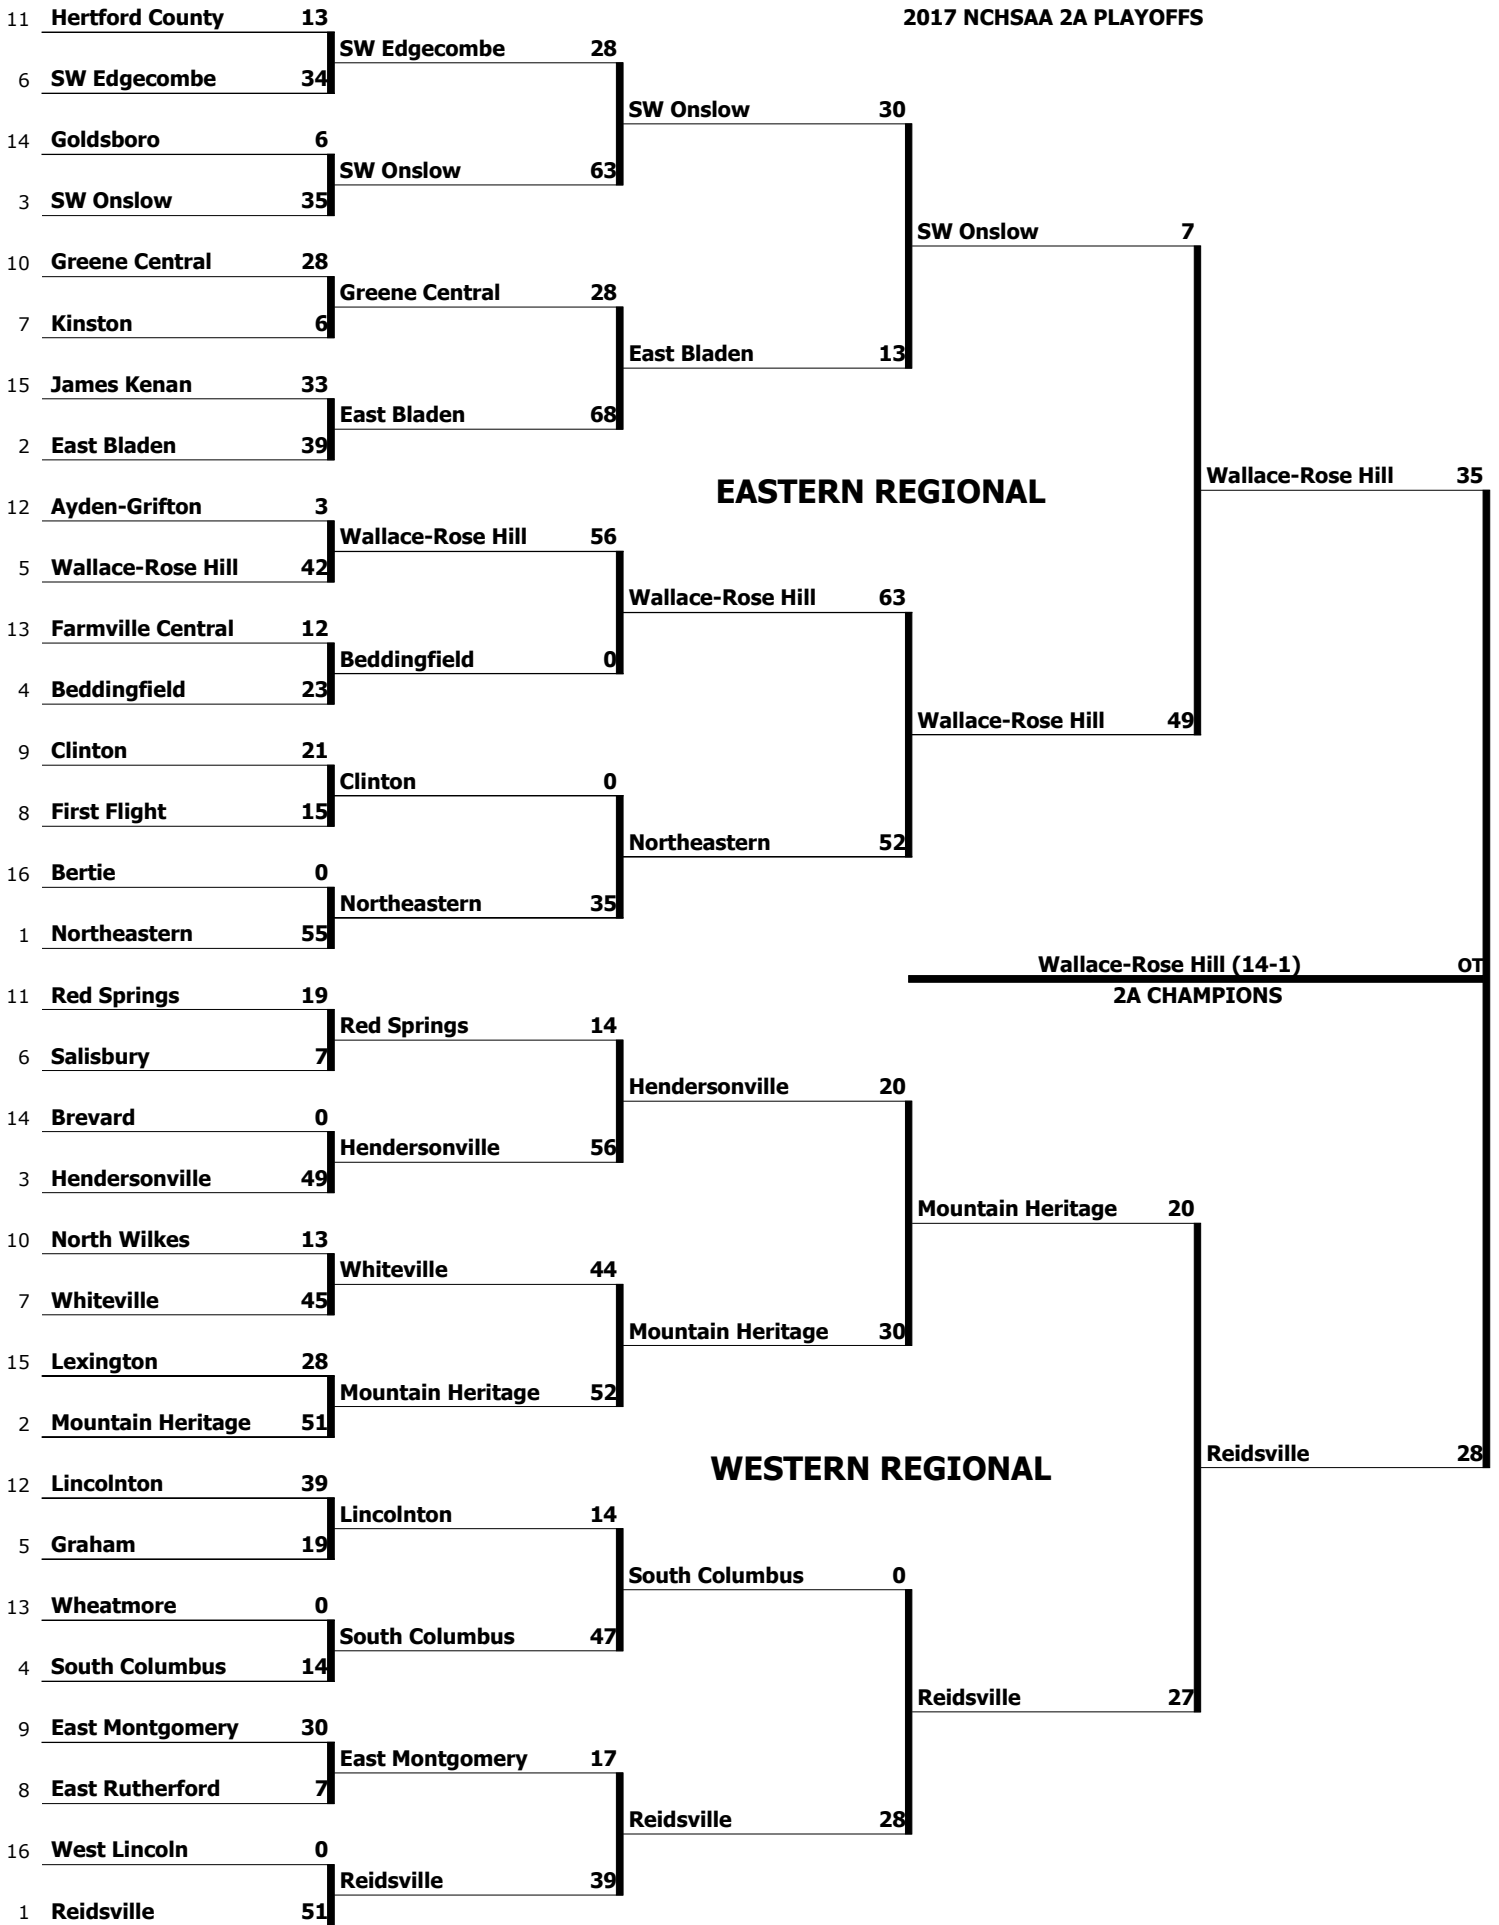 2017 NCHSAA 2A PLAYOFFS
11 Hertford County 13
SW Edgecombe 28
6 SW Edgecombe 34
SW Onslow 30
14 Goldsboro 6
SW Onslow 63
3 SW Onslow 35
SW Onslow 7
10 Greene Central 28
Greene Central 28
7 Kinston 6
East Bladen 13
15 James Kenan 33
East Bladen 68
2 East Bladen 39
Wallace-Rose Hill 35
EASTERN REGIONAL
12 Ayden-Grifton 3
Wallace-Rose Hill 56
5 Wallace-Rose Hill 42
Wallace-Rose Hill 63
13 Farmville Central 12
Beddingfield 0
4 Beddingfield 23
Wallace-Rose Hill 49
9 Clinton 21
Clinton 0
8 First Flight 15
Northeastern 52
16 Bertie 0
Northeastern 35
1 Northeastern 55
Wallace-Rose Hill (14-1) OT
2A CHAMPIONS
11 Red Springs 19
Red Springs 14
6 Salisbury 7
Hendersonville 20
14 Brevard 0
Hendersonville 56
3 Hendersonville 49
Mountain Heritage 20
10 North Wilkes 13
Whiteville 44
7 Whiteville 45
Mountain Heritage 30
15 Lexington 28
Mountain Heritage 52
2 Mountain Heritage 51
Reidsville 28
WESTERN REGIONAL
12 Lincolnton 39
Lincolnton 14
5 Graham 19
South Columbus 0
13 Wheatmore 0
South Columbus 47
4 South Columbus 14
Reidsville 27
9 East Montgomery 30
East Montgomery 17
8 East Rutherford 7
Reidsville 28
16 West Lincoln 0
Reidsville 39
1 Reidsville 51